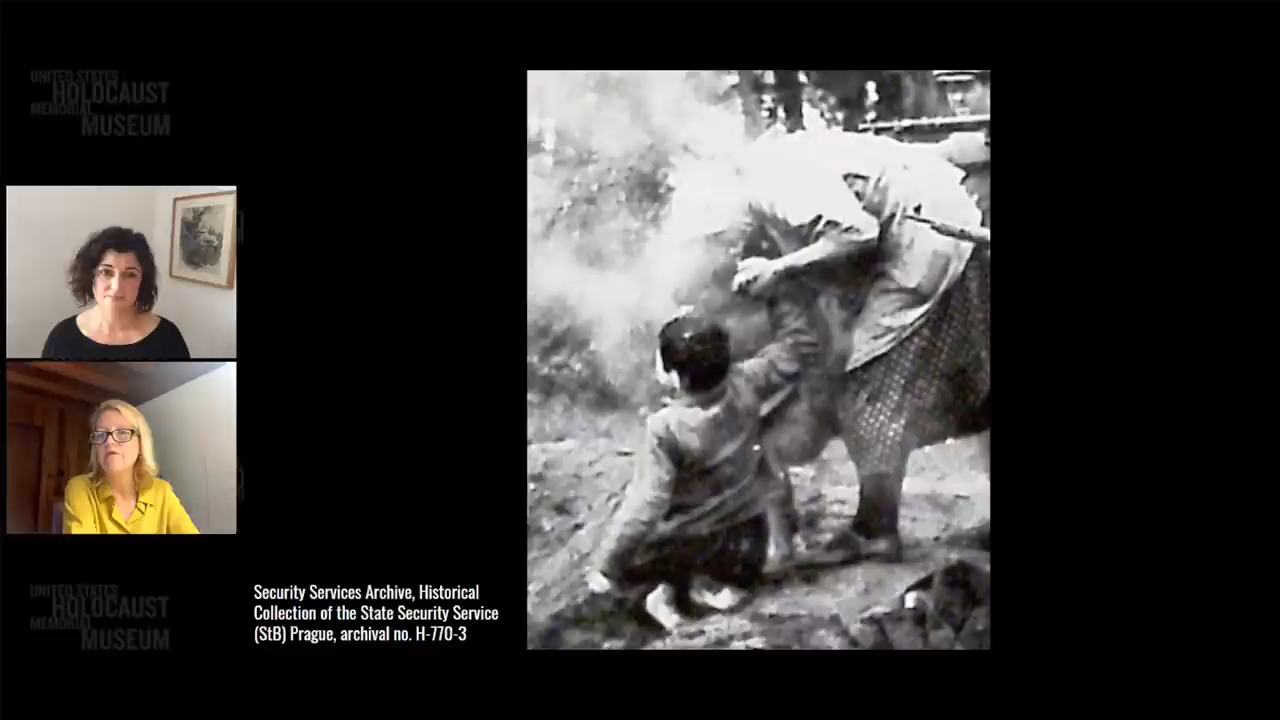 UNITED STATES
HOLOCAUST
MEMORIAL
MUSEUM
Security Services Archive, Historical
Collection of the State Security Service
(StB) Prague, archival no. H-770-3
UNITED STATES
HOLOCAUST
MEMORIAL
MUSEUM